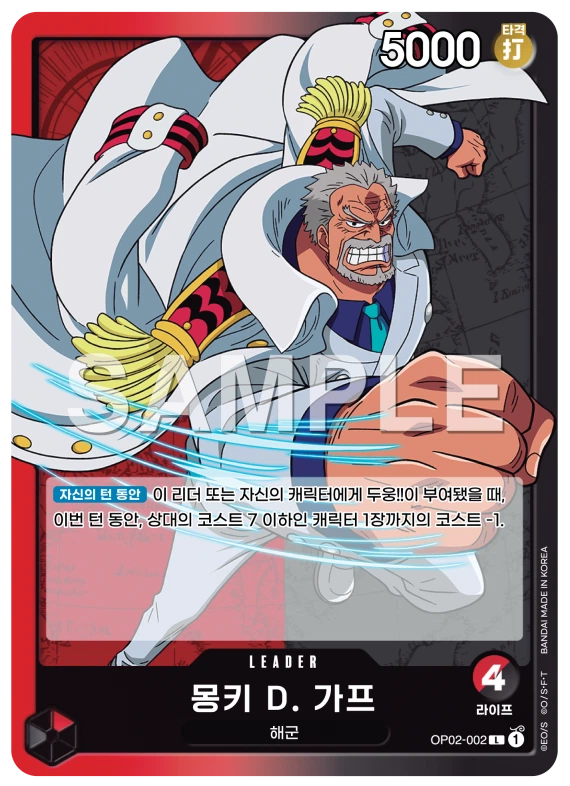 5000
타격
打
SAMPLE
자신의 턴 동안 이 리더 또는 자신의 캐릭터에게 두웅!!이 부여됐을 때,
이번 턴 동안, 상대의 코스트 7 이하인 캐릭터 1장까지의 코스트 -1.
LEADER
몽키 D. 가프
해군
4
라이프
OP02-002 L 1
©EO/S ©O/S･F･T BANDAI MADE IN KOREA